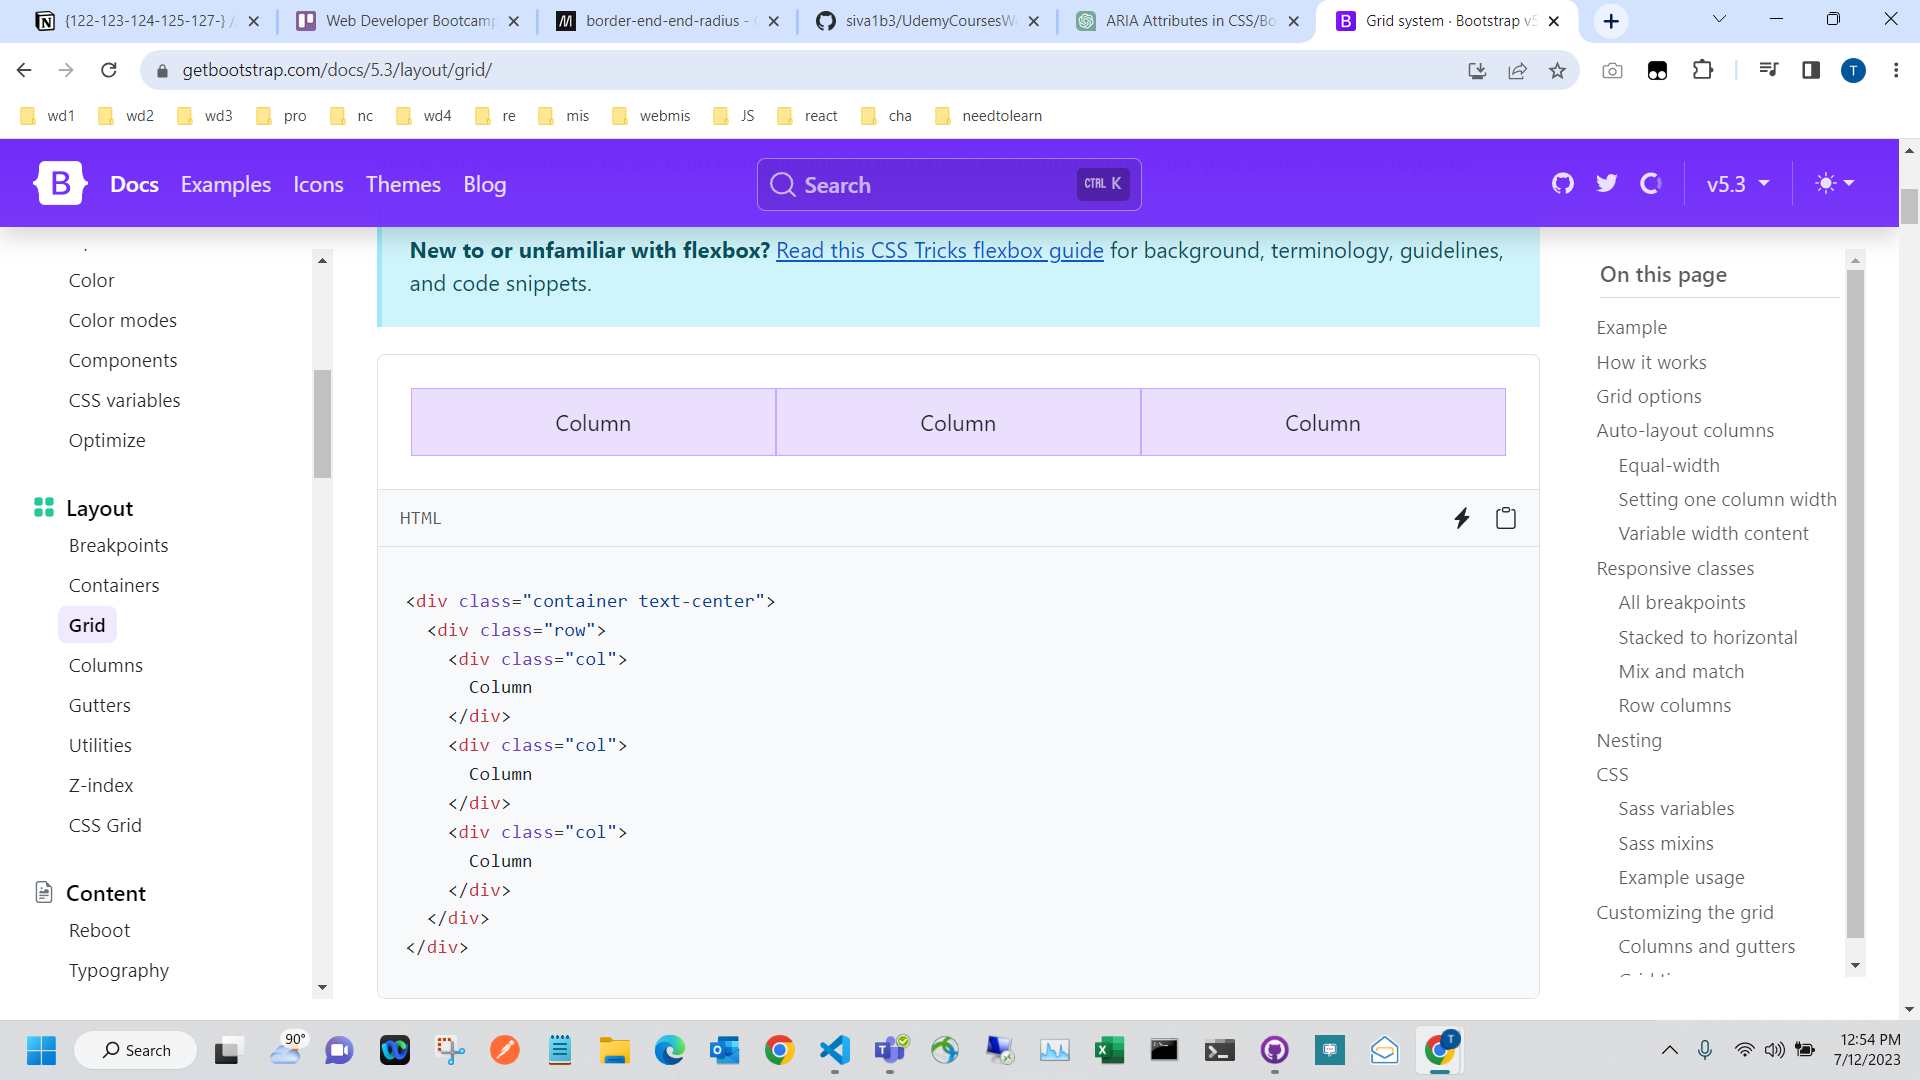 {122-123-124-125-127-} /
Web Developer Bootcamp
border-end-end-radius -
siva1b3/UdemyCoursesW
ARIA Attributes in CSS/Bo
Grid system · Bootstrap v5
getbootstrap.com/docs/5.3/layout/grid/
T
wd1
wd2
wd3
pro
nc
wd4
re
mis
webmis
JS
react
cha
needtolearn
B
Docs
Examples
Icons
Themes
Blog
Search
CTRL K
v5.3
Color
Color modes
Components
CSS variables
Optimize
Layout
Breakpoints
Containers
Grid
Columns
Gutters
Utilities
Z-index
CSS Grid
Content
Reboot
Typography
New to or unfamiliar with flexbox? Read this CSS Tricks flexbox guide for background, terminology, guidelines,
and code snippets.
Column
Column
Column
HTML
<div class="container text-center">
  <div class="row">
    <div class="col">
      Column
    </div>
    <div class="col">
      Column
    </div>
    <div class="col">
      Column
    </div>
  </div>
</div>
On this page
Example
How it works
Grid options
Auto-layout columns
Equal-width
Setting one column width
Variable width content
Responsive classes
All breakpoints
Stacked to horizontal
Mix and match
Row columns
Nesting
CSS
Sass variables
Sass mixins
Example usage
Customizing the grid
Columns and gutters
Search
90°
T
12:54 PM
7/12/2023